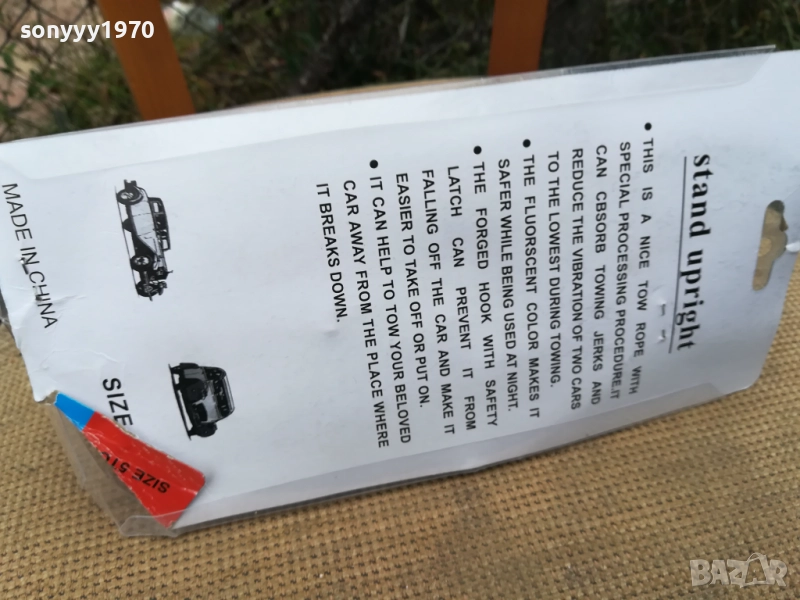 sonyyy1970
stand upright
• THIS IS A NICE TOW ROPE WITH
SPECIAL PROCESSING PROCEDURE.IT
CAN CBSORB TOWING JERKS AND
REDUCE THE VIBRATION OF TWO CARS
TO THE LOWEST DURING TOWING.
• THE FLUORSCENT COLOR MAKES IT
SAFER WHILE BEING USED AT NIGHT.
• THE FORGED HOOK WITH SAFETY
LATCH CAN PREVENT IT FROM
FALLING OFF THE CAR AND MAKE IT
EASIER TO TAKE OFF OR PUT ON.
• IT CAN HELP TO TOW YOUR BELOVED
CAR AWAY FROM THE PLACE WHERE
IT BREAKS DOWN.
SIZE
SIZE
MADE IN CHINA
BAZAR